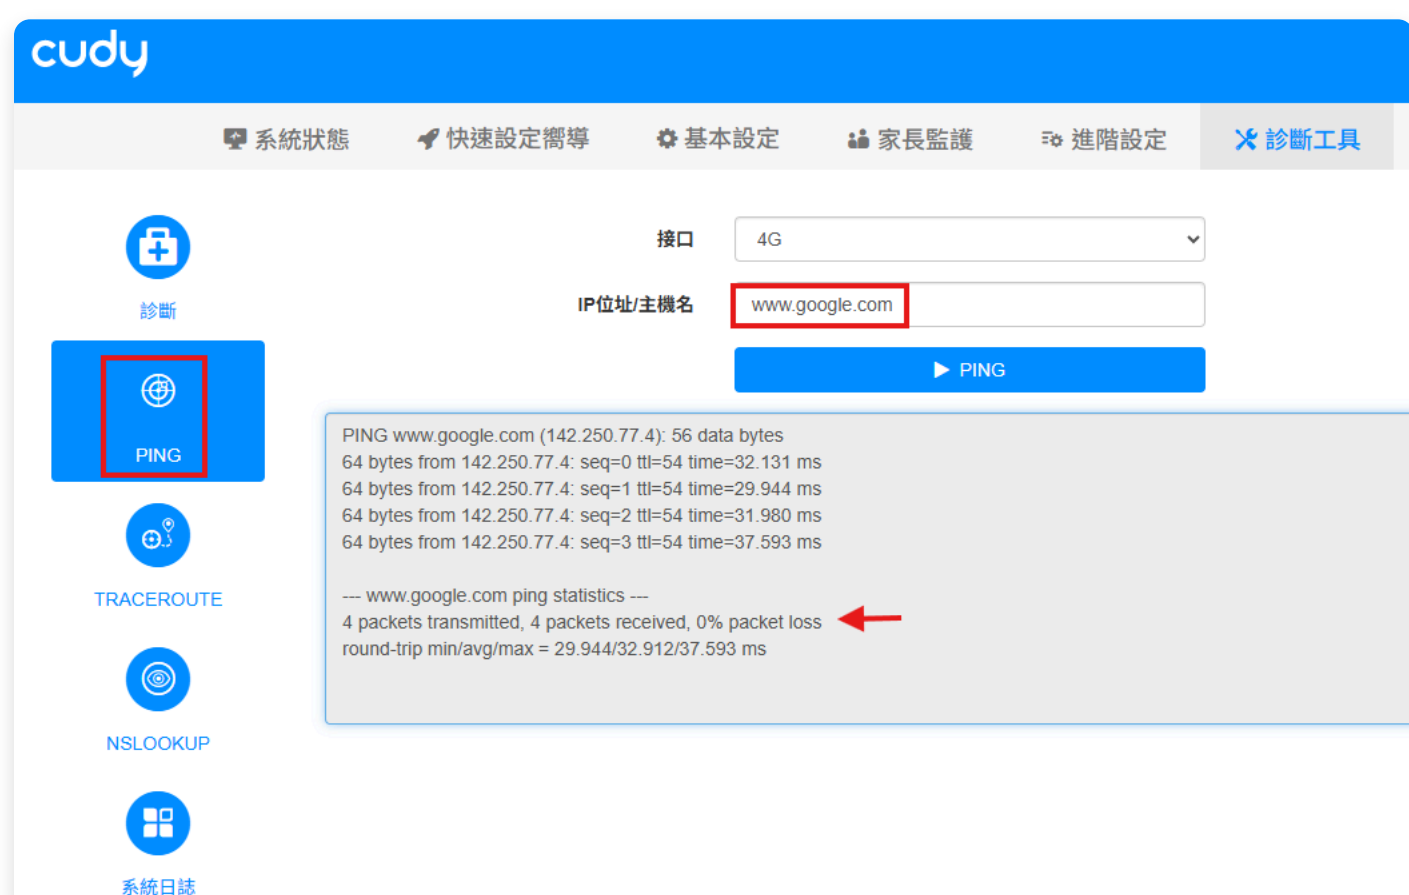 cudy
系統狀態 快速設定嚮導 基本設定 家長監護 進階設定 診斷工具
診斷
PING
TRACEROUTE
NSLOOKUP
系統日誌
接口 4G
IP位址/主機名 www.google.com
PING
PING www.google.com (142.250.77.4): 56 data bytes
64 bytes from 142.250.77.4: seq=0 ttl=54 time=32.131 ms
64 bytes from 142.250.77.4: seq=1 ttl=54 time=29.944 ms
64 bytes from 142.250.77.4: seq=2 ttl=54 time=31.980 ms
64 bytes from 142.250.77.4: seq=3 ttl=54 time=37.593 ms
--- www.google.com ping statistics ---
4 packets transmitted, 4 packets received, 0% packet loss
round-trip min/avg/max = 29.944/32.912/37.593 ms